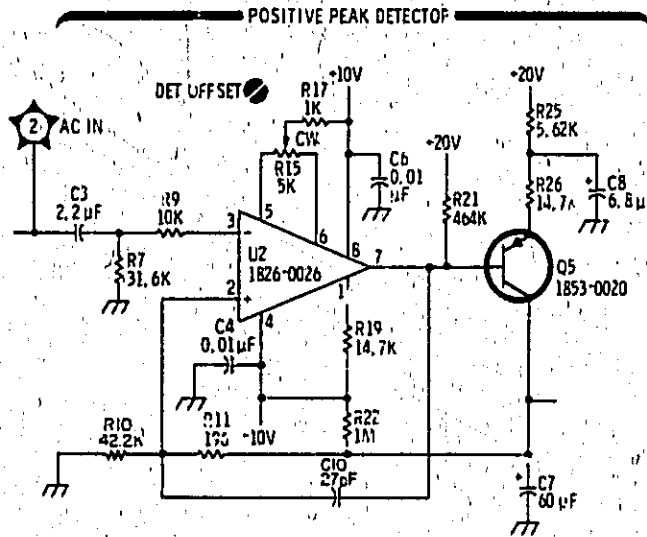 POSITIVE PEAK DETECTOR
DET OFFSET
R17
1K
+10V
+20V
R25
5.62K
2
AC IN
CW
R15
5K
C6
0.01
µF
+20V
R26
14.7K
C8
6.8µ
C3
2.2µF
R9
10K
R21
464K
3
5
6
8
7
U2
1826-0026
Q5
1853-0020
R7
31.6K
2
1
4
C4
0.01µF
R19
14.7K
R10
42.2K
R11
-10V
R22
1M
C10
27pF
C7
60µF